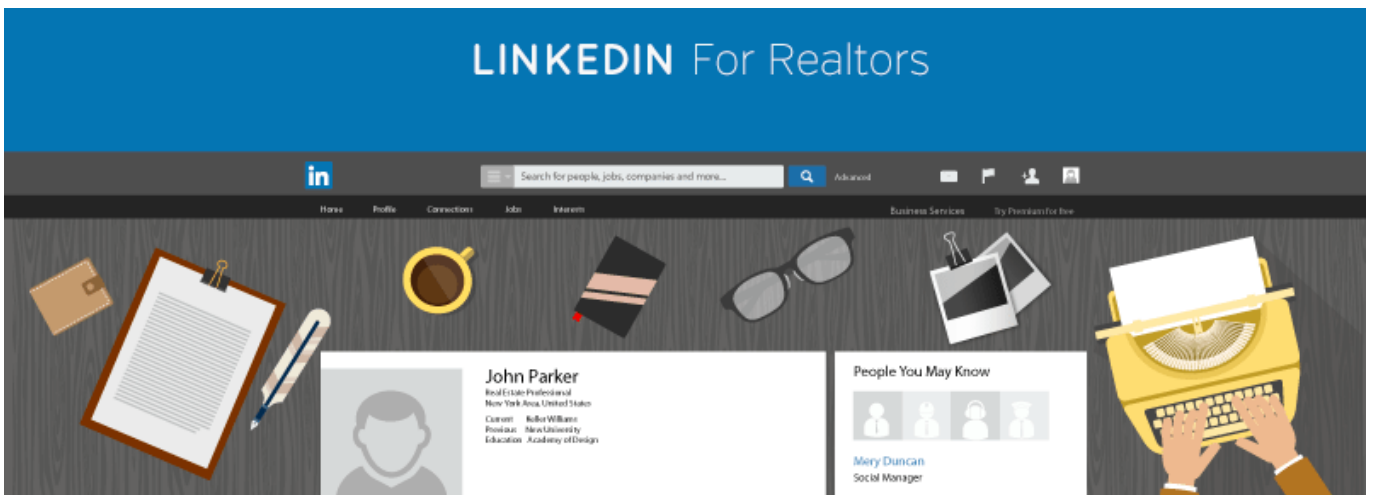 LINKEDIN For Realtors
in
Search for people, jobs, companies and more...
Advanced
Home Profile Connections Jobs Interests
Business Services Try Premium for free
John Parker
Real Estate Professional
New York Area, United States
Current Keller Williams
Previous New University
Education Academy of Design
People You May Know
Mery Duncan
Social Manager